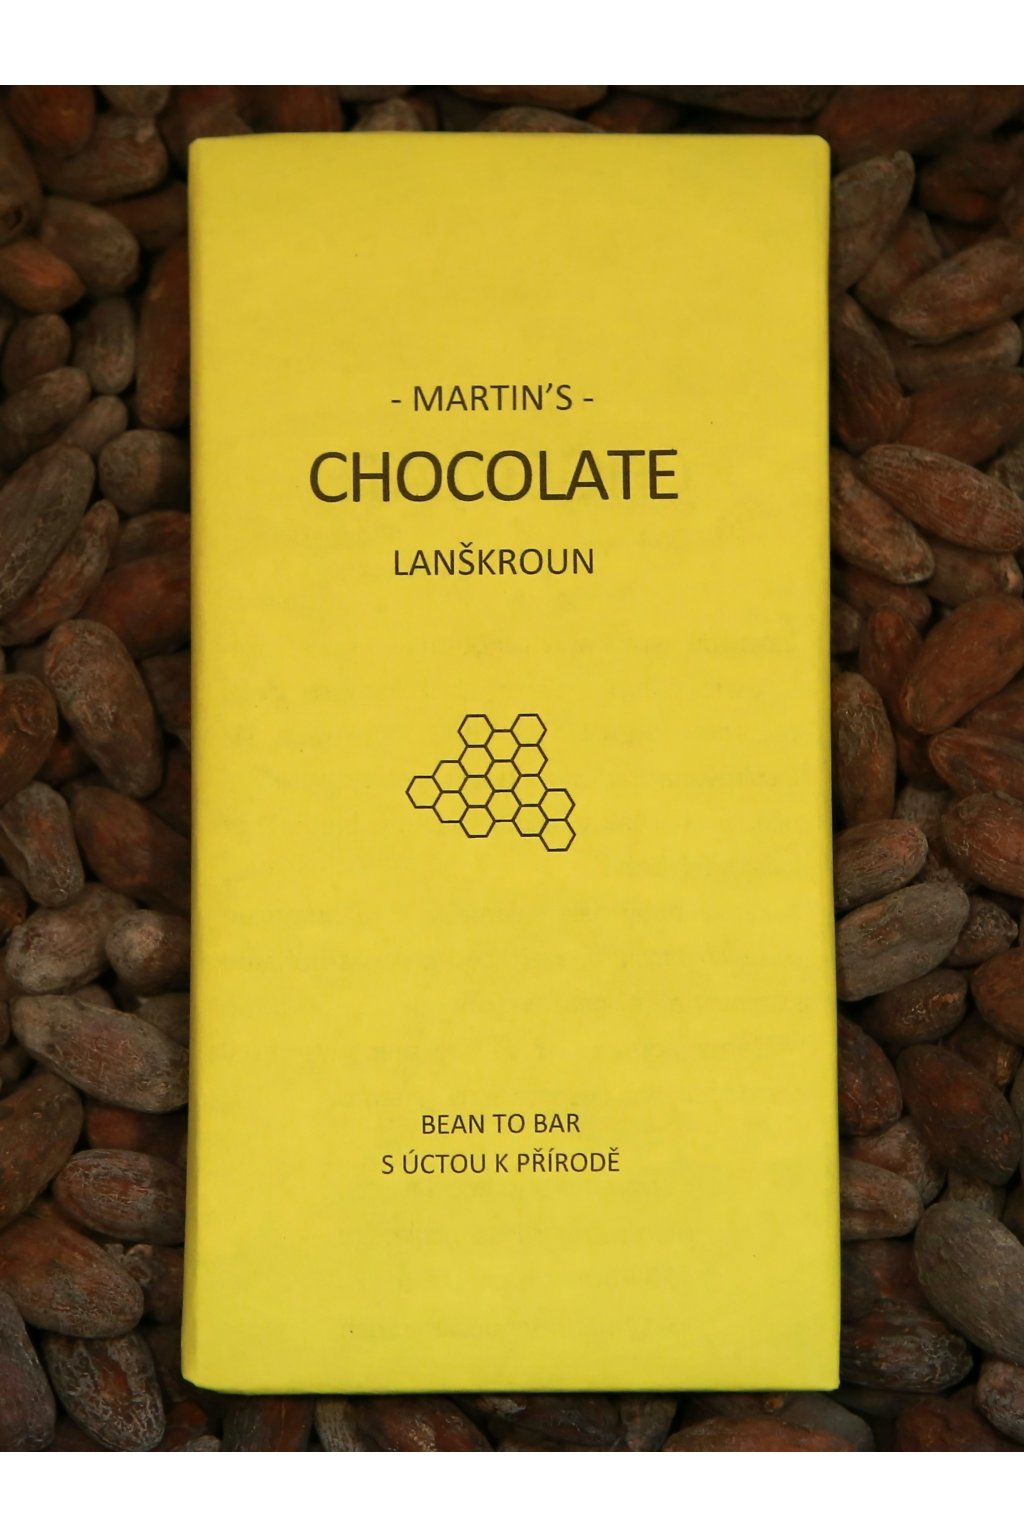 - MARTIN’S -
CHOCOLATE
LANŠKROUN
BEAN TO BAR
S ÚCTOU K PŘÍRODĚ